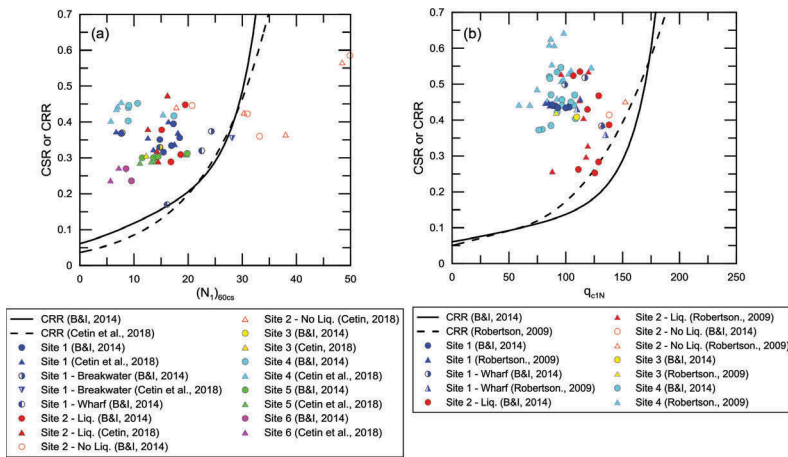 (a)
CSR or CRR
0.7
0.6
0.5
0.4
0.3
0.2
0.1
0
0 10 20 30 40 50
(N1)60cs
(b)
CSR or CRR
0.7
0.6
0.5
0.4
0.3
0.2
0.1
0
0 50 100 150 200 250
qc1N
CRR (B&I, 2014)
CRR (Cetin et al., 2018)
Site 1 (B&I, 2014)
Site 1 (Cetin et al., 2018)
Site 1 - Breakwater (B&I, 2014)
Site 1 - Breakwater (Cetin et al., 2018)
Site 1 - Wharf (B&I, 2014)
Site 2 - Liq. (B&I, 2014)
Site 2 - Liq. (Cetin, 2018)
Site 2 - No Liq. (B&I, 2014)
Site 2 - No Liq. (Cetin, 2018)
Site 3 (B&I, 2014)
Site 3 (Cetin, 2018)
Site 4 (B&I, 2014)
Site 4 (Cetin et al., 2018)
Site 5 (B&I, 2014)
Site 5 (Cetin et al., 2018)
Site 6 (B&I, 2014)
Site 6 (Cetin et al., 2018)
CRR (B&I, 2014)
CRR (Robertson, 2009)
Site 1 (B&I, 2014)
Site 1 (Robertson., 2009)
Site 1 - Wharf (B&I, 2014)
Site 1 - Wharf (Robertson., 2009)
Site 2 - Liq. (B&I, 2014)
Site 2 - Liq. (Robertson., 2009)
Site 2 - No Liq. (B&I, 2014)
Site 2 - No Liq. (Robertson., 2009)
Site 3 (B&I, 2014)
Site 3 (Robertson., 2009)
Site 4 (B&I, 2014)
Site 4 (Robertson., 2009)